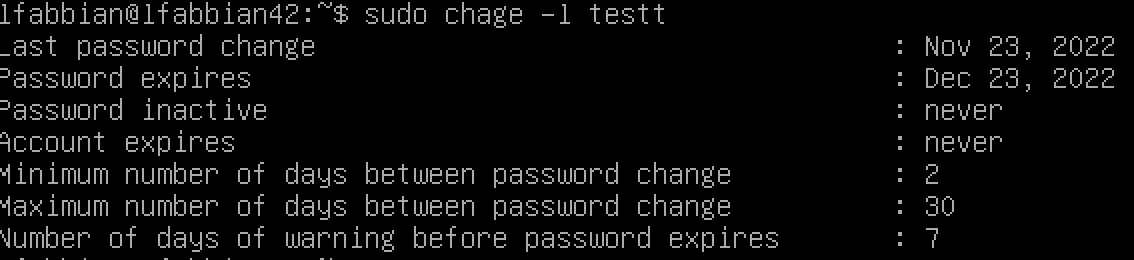 lfabbian@lfabbian42:~$ sudo chage -l testt
Last password change : Nov 23, 2022
Password expires : Dec 23, 2022
Password inactive : never
Account expires : never
Minimum number of days between password change : 2
Maximum number of days between password change : 30
Number of days of warning before password expires : 7